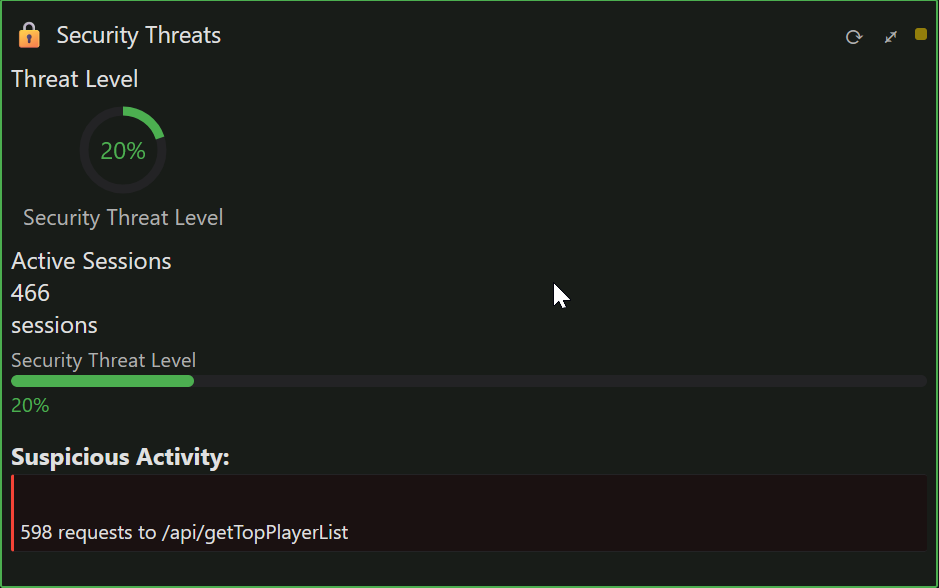 Security Threats
Threat Level
20%
Security Threat Level
Active Sessions
466
sessions
Security Threat Level
20%
Suspicious Activity:
598 requests to /api/getTopPlayerList